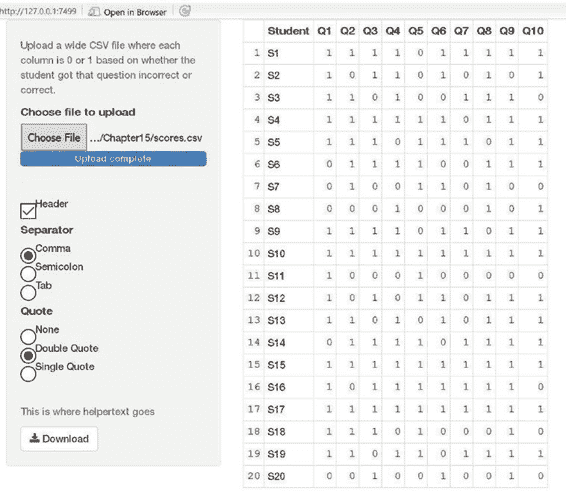 http://127.0.0.1:7499 Open in Browser
Upload a wide CSV file where each
column is 0 or 1 based on whether the
student got that question incorrect or
correct.
Choose file to upload
Choose File .../Chapter15/scores.csv
Upload complete
Header
Separator
Comma
Semicolon
Tab
Quote
None
Double Quote
Single Quote
This is where helpertext goes
Download
Student Q1 Q2 Q3 Q4 Q5 Q6 Q7 Q8 Q9 Q10
1 S1 1 1 1 1 0 1 1 1 1 1
2 S2 1 0 1 1 0 1 0 1 0 1
3 S3 1 1 0 1 0 0 1 1 1 0
4 S4 1 1 1 1 1 1 0 1 1 1
5 S5 1 1 1 0 1 1 1 0 1 1
6 S6 0 1 1 1 1 0 0 1 1 1
7 S7 0 1 0 1 1 0 1 0 1 0
8 S8 0 0 0 1 0 0 0 1 0 1
9 S9 1 1 1 1 0 1 1 0 1 1
10 S10 1 1 1 1 1 1 1 1 1 1
11 S11 1 0 0 0 0 0 0 0 0 1
12 S12 1 0 1 0 1 1 0 1 1 1
13 S13 1 1 0 1 0 1 0 1 1 1
14 S14 0 1 1 1 0 1 1 1 1 1
15 S15 1 1 1 1 1 1 1 1 1 1
16 S16 1 0 1 1 1 0 1 1 1 0
17 S17 1 1 1 1 1 1 1 1 1 1
18 S18 1 1 1 0 1 0 0 0 1 0
19 S19 1 1 0 1 1 0 1 1 1 1
20 S20 0 0 1 0 0 1 0 0 1 0